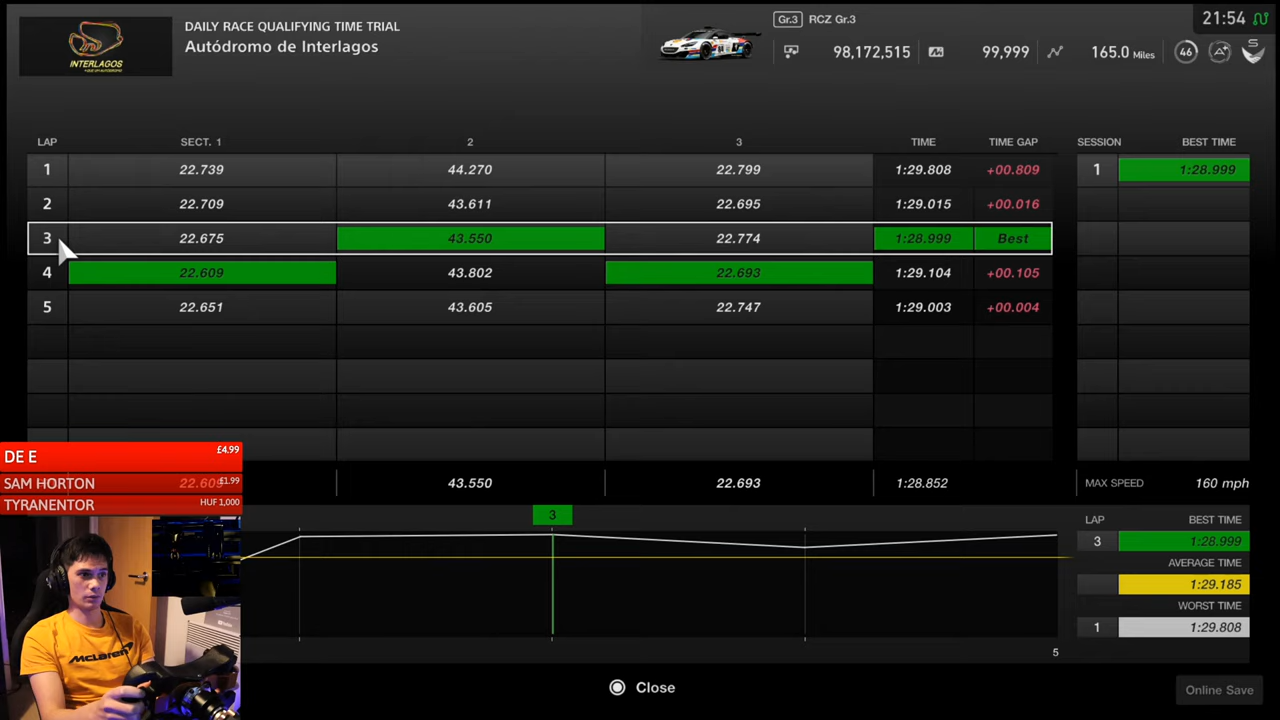 DAILY RACE QUALIFYING TIME TRIAL
Autódromo de Interlagos
INTERLAGOS
Gr.3 RCZ Gr.3
98,172,515 99,999 165.0 Miles 46 S
21:54
LAP SECT. 1 2 3 TIME TIME GAP
1 22.739 44.270 22.799 1:29.808 +00.809
2 22.709 43.611 22.695 1:29.015 +00.016
3 22.675 43.550 22.774 1:28.999 Best
4 22.609 43.802 22.693 1:29.104 +00.105
5 22.651 43.605 22.747 1:29.003 +00.004
22.609 43.550 22.693 1:28.852
SESSION BEST TIME
1 1:28.999
MAX SPEED 160 mph
DE E £4.99
SAM HORTON £1.99
TYRANENTOR HUF 1,000
3
5
LAP BEST TIME
3 1:28.999
AVERAGE TIME
1:29.185
WORST TIME
1 1:29.808
McLaren
Close
Online Save